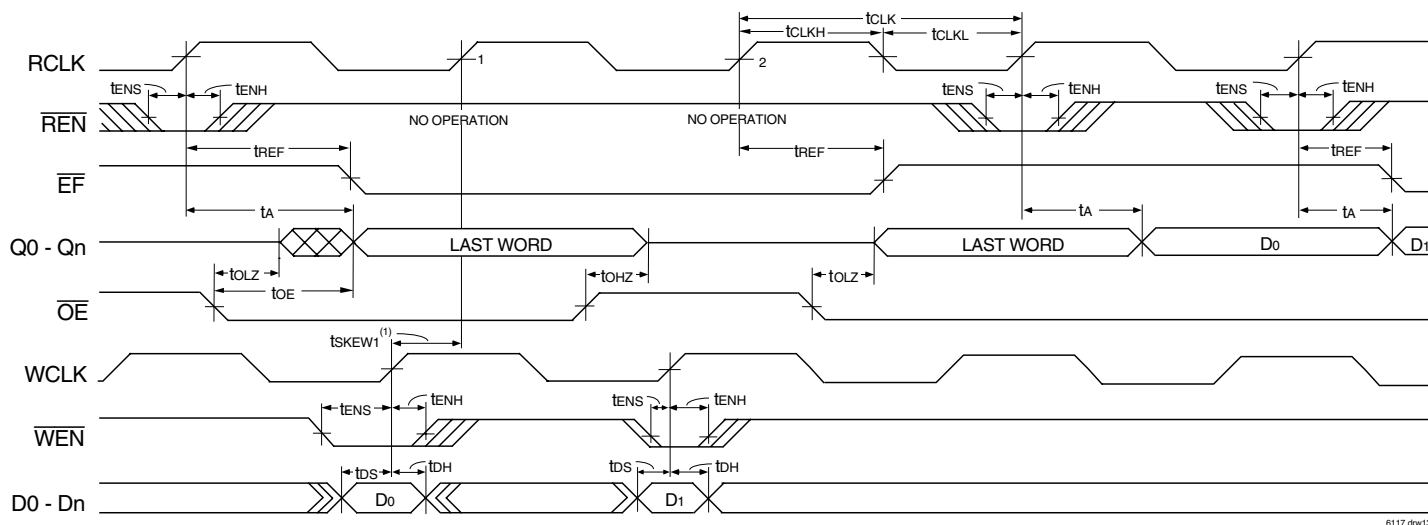 tCLK
tCLKH tCLKL
RCLK 1 2
tENS tENH tENS tENH tENS tENH
REN
NO OPERATION NO OPERATION
tREF tREF tREF
EF
tA tA tA
Q0 - Qn LAST WORD LAST WORD D0 D1
tOLZ tOHZ tOLZ
tOE
OE
tSKEW1(1)
WCLK
tENS tENH tENS tENH
WEN
tDS tDH tDS tDH
D0 - Dn D0 D1